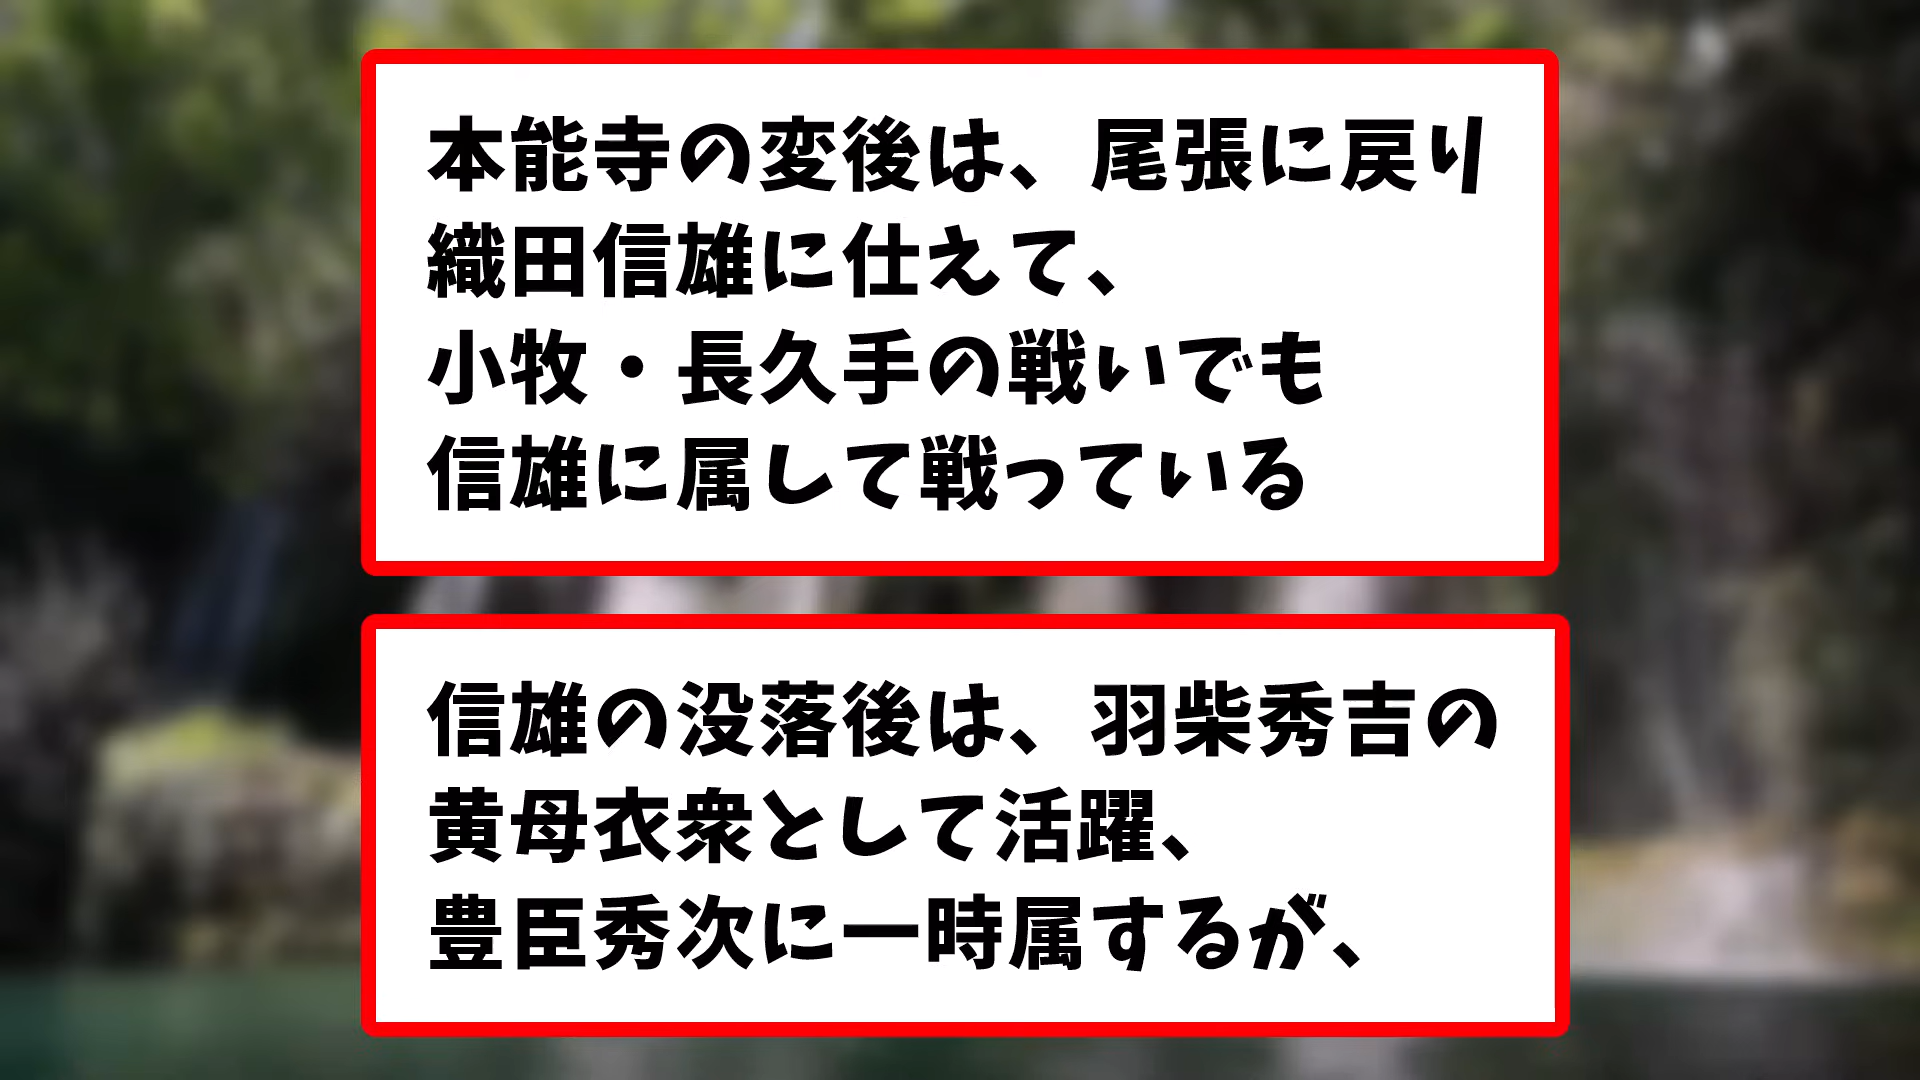 本能寺の変後は、尾張に戻り
織田信雄に仕えて、
小牧・長久手の戦いでも
信雄に属して戦っている
信雄の没落後は、羽柴秀吉の
黄母衣衆として活躍、
豊臣秀次に一時属するが、